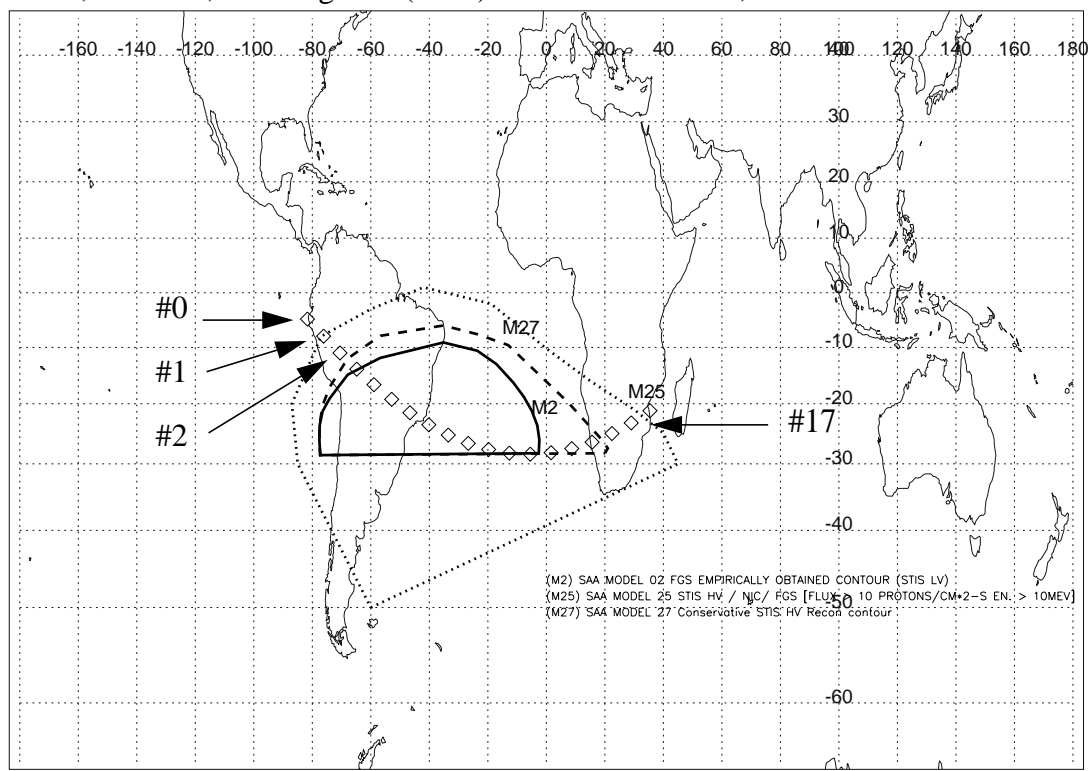 -160 -140 -120 -100 -80 -60 -40 -20 0 20 40 60 80 100 120 140 160 180
40
30
20
10
0
#0
M27
-10
#1
M25
-20
M2
#2
#17
-30
-40
(M2) SAA MODEL 02 FGS EMPIRICALLY OBTAINED CONTOUR (STIS LV)
(M25) SAA MODEL 25 STIS HV / NIC/ FGS [FLUX > 10 PROTONS/CM*2-S EN. > 10MEV]
-50
(M27) SAA MODEL 27 Conservative STIS HV Recon contour
-60